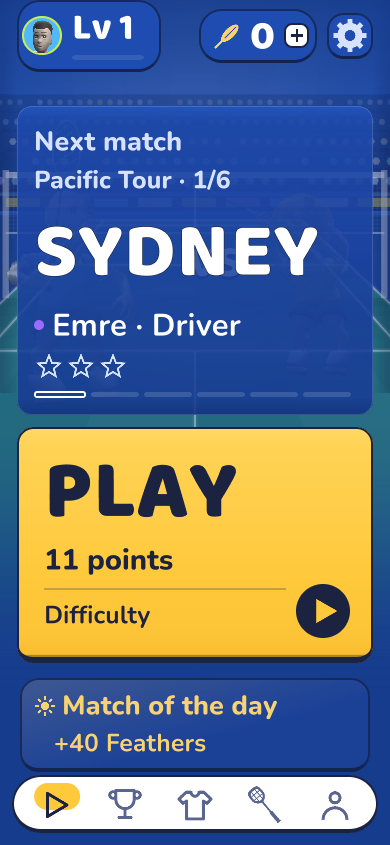 Lv 1
0
Next match
Pacific Tour · 1/6
SYDNEY
Emre · Driver
PLAY
11 points
Difficulty
Match of the day
+40 Feathers